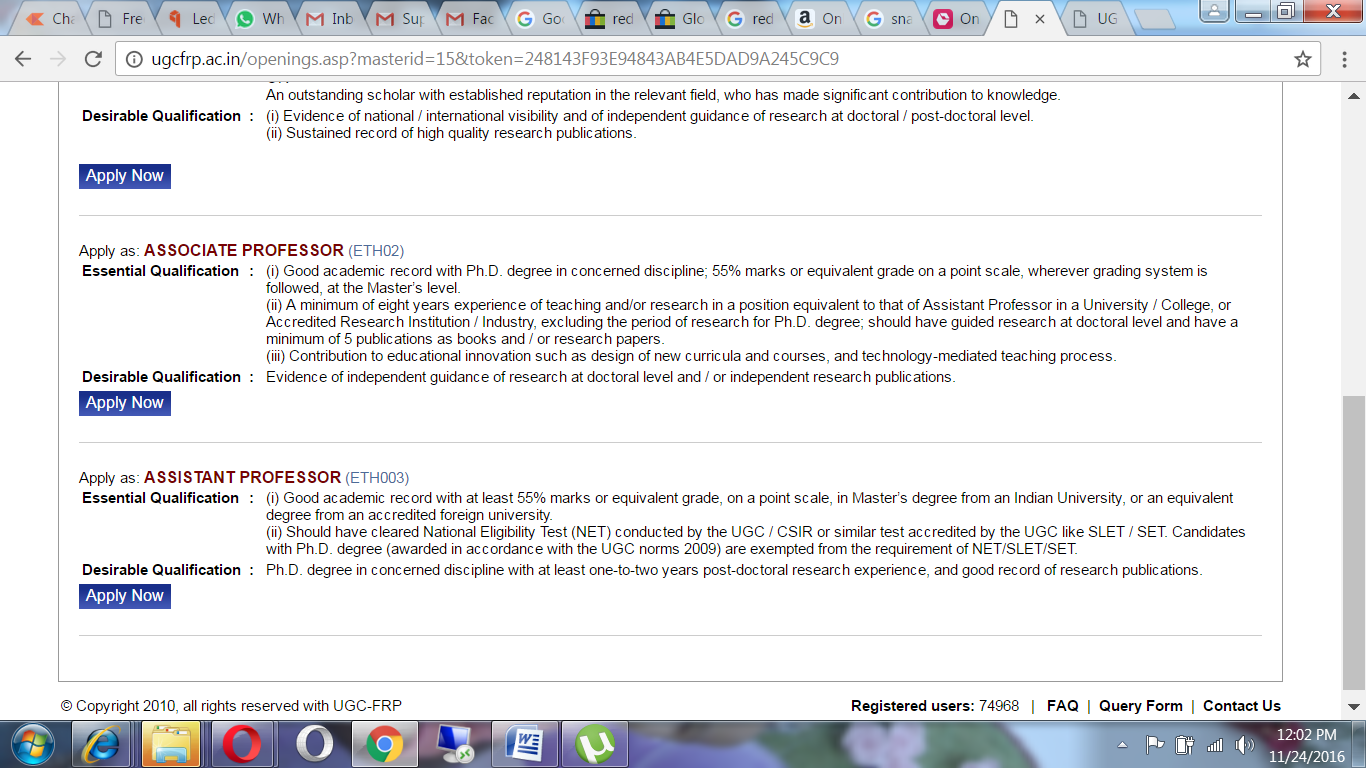 Cha
Fre
Led
Wh
Inb
Sup
Fac
Goo
red
Glo
red
On
sna
On
UG
ugcfrp.ac.in/openings.asp?masterid=15&token=248143F93E94843AB4E5DAD9A245C9C9
An outstanding scholar with established reputation in the relevant field, who has made significant contribution to knowledge.
Desirable Qualification : (i) Evidence of national / international visibility and of independent guidance of research at doctoral / post-doctoral level.
(ii) Sustained record of high quality research publications.
Apply Now
Apply as: ASSOCIATE PROFESSOR (ETH02)
Essential Qualification : (i) Good academic record with Ph.D. degree in concerned discipline; 55% marks or equivalent grade on a point scale, wherever grading system is
followed, at the Master's level.
(ii) A minimum of eight years experience of teaching and/or research in a position equivalent to that of Assistant Professor in a University / College, or
Accredited Research Institution / Industry, excluding the period of research for Ph.D. degree; should have guided research at doctoral level and have a
minimum of 5 publications as books and / or research papers.
(iii) Contribution to educational innovation such as design of new curricula and courses, and technology-mediated teaching process.
Desirable Qualification : Evidence of independent guidance of research at doctoral level and / or independent research publications.
Apply Now
Apply as: ASSISTANT PROFESSOR (ETH003)
Essential Qualification : (i) Good academic record with at least 55% marks or equivalent grade, on a point scale, in Master's degree from an Indian University, or an equivalent
degree from an accredited foreign university.
(ii) Should have cleared National Eligibility Test (NET) conducted by the UGC / CSIR or similar test accredited by the UGC like SLET / SET. Candidates
with Ph.D. degree (awarded in accordance with the UGC norms 2009) are exempted from the requirement of NET/SLET/SET.
Desirable Qualification : Ph.D. degree in concerned discipline with at least one-to-two years post-doctoral research experience, and good record of research publications.
Apply Now
© Copyright 2010, all rights reserved with UGC-FRP
Registered users: 74968 | FAQ | Query Form | Contact Us
12:02 PM
11/24/2016